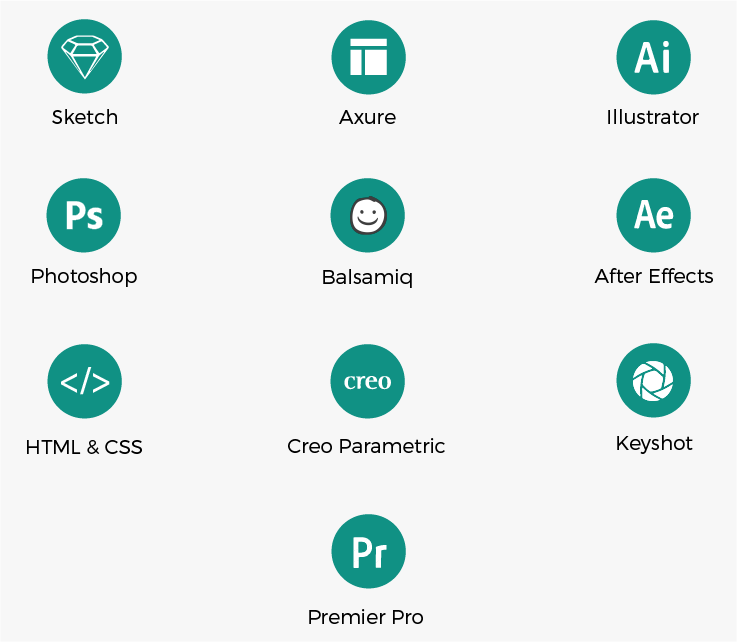 Sketch
Axure
Ai
Illustrator
Ps
Photoshop
Balsamiq
Ae
After Effects
</>
HTML & CSS
creo
Creo Parametric
Keyshot
Pr
Premier Pro